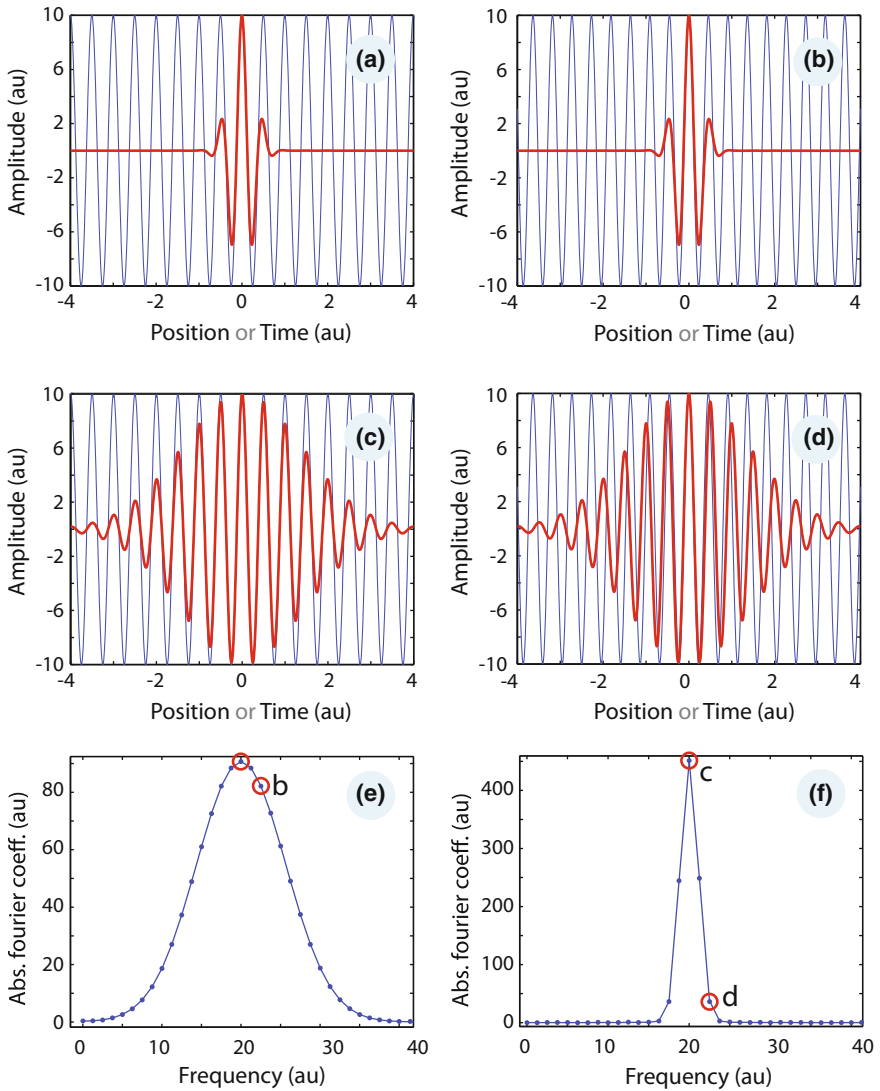 10
6
2
-2
-6
-10
Amplitude (au)
(a)
-4 -2 0 2 4
Position or Time (au)
10
6
2
-2
-6
-10
Amplitude (au)
(b)
-4 -2 0 2 4
Position or Time (au)
10
6
2
-2
-6
-10
Amplitude (au)
(c)
-4 -2 0 2 4
Position or Time (au)
10
6
2
-2
-6
-10
Amplitude (au)
(d)
-4 -2 0 2 4
Position or Time (au)
80
60
40
20
0
Abs. fourier coeff. (au)
b
(e)
0 10 20 30 40
Frequency (au)
400
300
200
100
0
Abs. fourier coeff. (au)
c
d
(f)
0 10 20 30 40
Frequency (au)